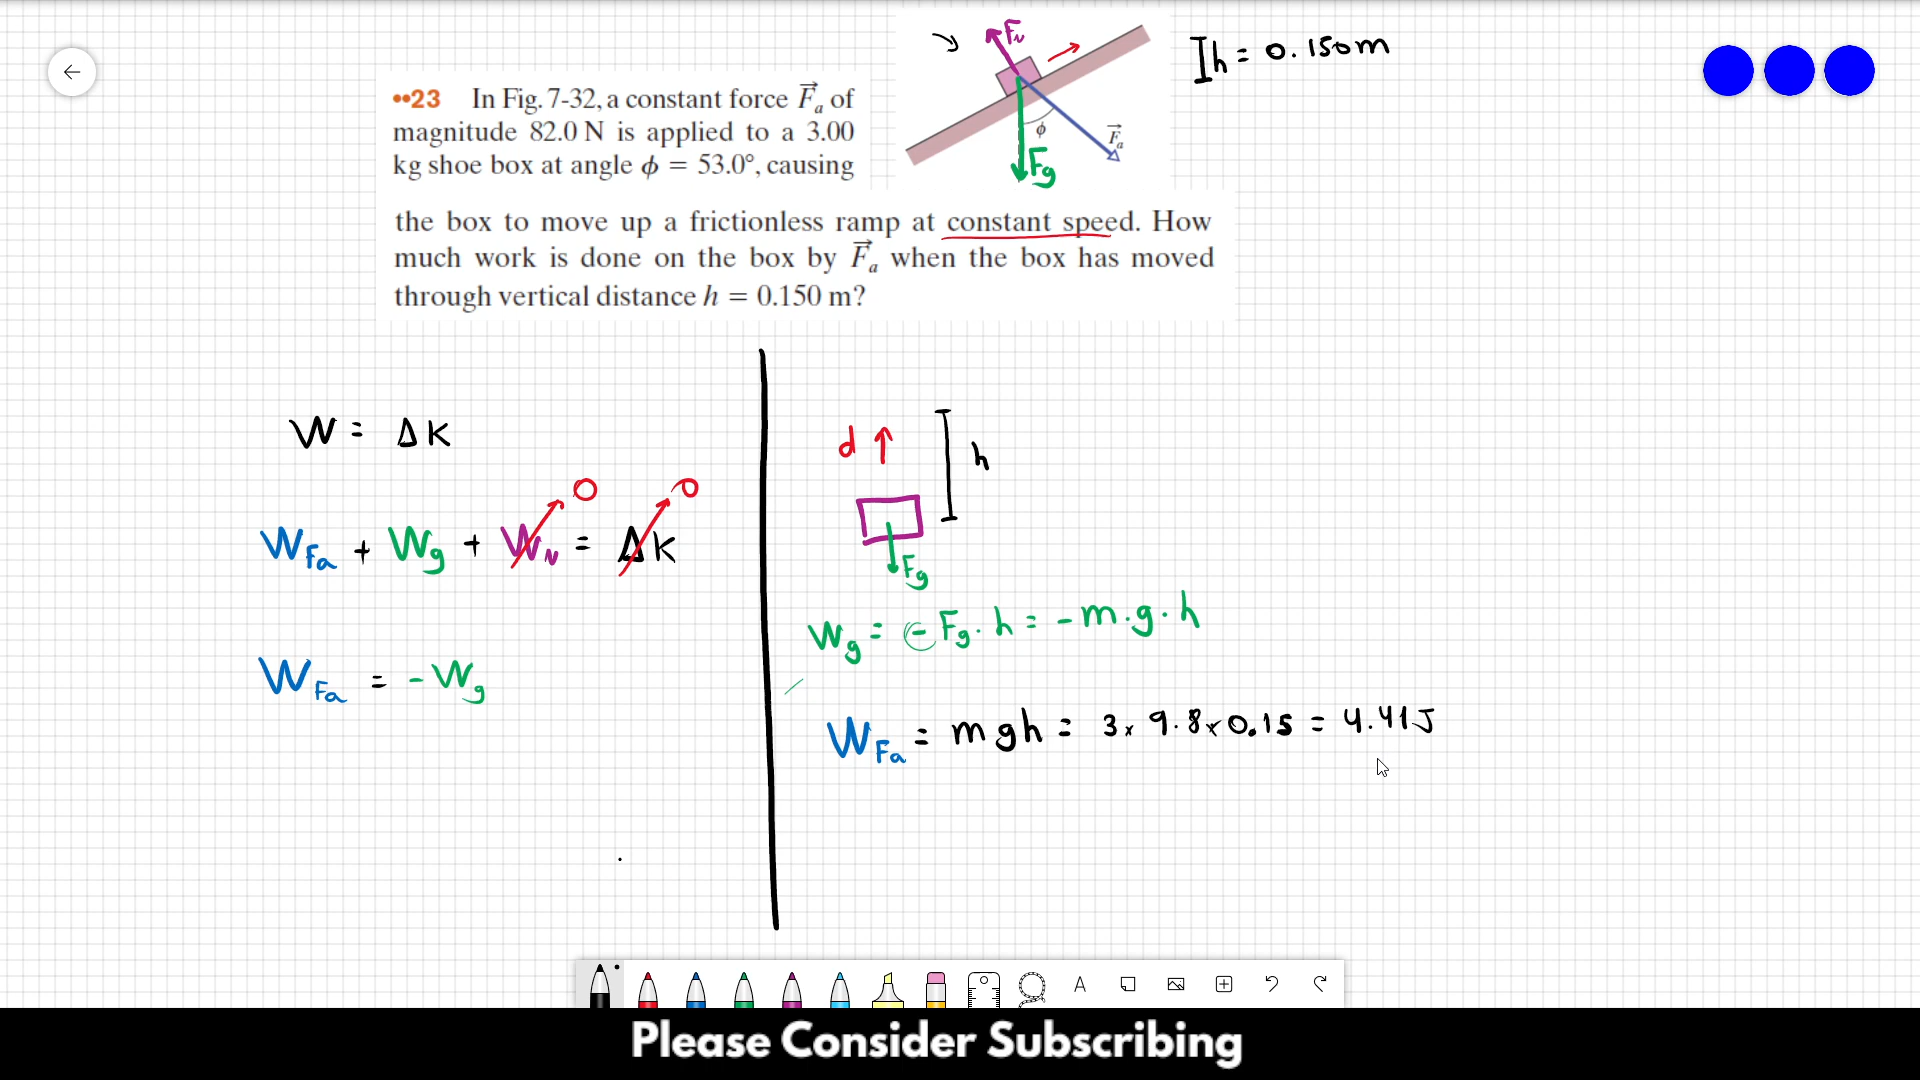 Ih = 0.150m
••23 In Fig. 7-32, a constant force F⃗a of
magnitude 82.0 N is applied to a 3.00
kg shoe box at angle ϕ = 53.0°, causing
FN
ϕ
F⃗a
Fg
the box to move up a frictionless ramp at constant speed. How
much work is done on the box by F⃗a when the box has moved
through vertical distance h = 0.150 m?
W = ΔK
WFa + Wg + WN = ΔK
0 0
WFa = -Wg
d h
Fg
Wg = -Fg.h = -m.g.h
WFa = mgh = 3x9.8x0.15 = 4.41J
A
Please Consider Subscribing